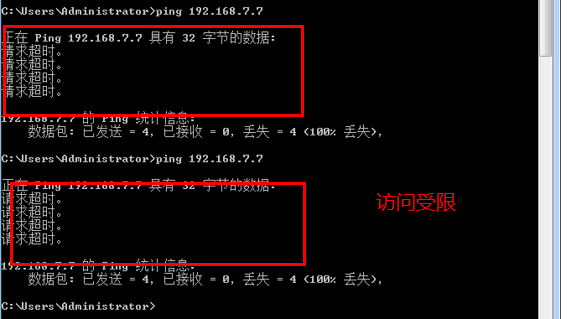 C:\Users\Administrator>ping 192.168.7.7
正在 Ping 192.168.7.7 具有 32 字节的数据:
请求超时。
请求超时。
请求超时。
请求超时。
192.168.7.7 的 Ping 统计信息:
数据包: 已发送 = 4，已接收 = 0，丢失 = 4 (100% 丢失)，
C:\Users\Administrator>ping 192.168.7.7
正在 Ping 192.168.7.7 具有 32 字节的数据:
请求超时。
请求超时。
请求超时。
请求超时。
访问受限
192.168.7.7 的 Ping 统计信息:
数据包: 已发送 = 4，已接收 = 0，丢失 = 4 (100% 丢失)，
C:\Users\Administrator>